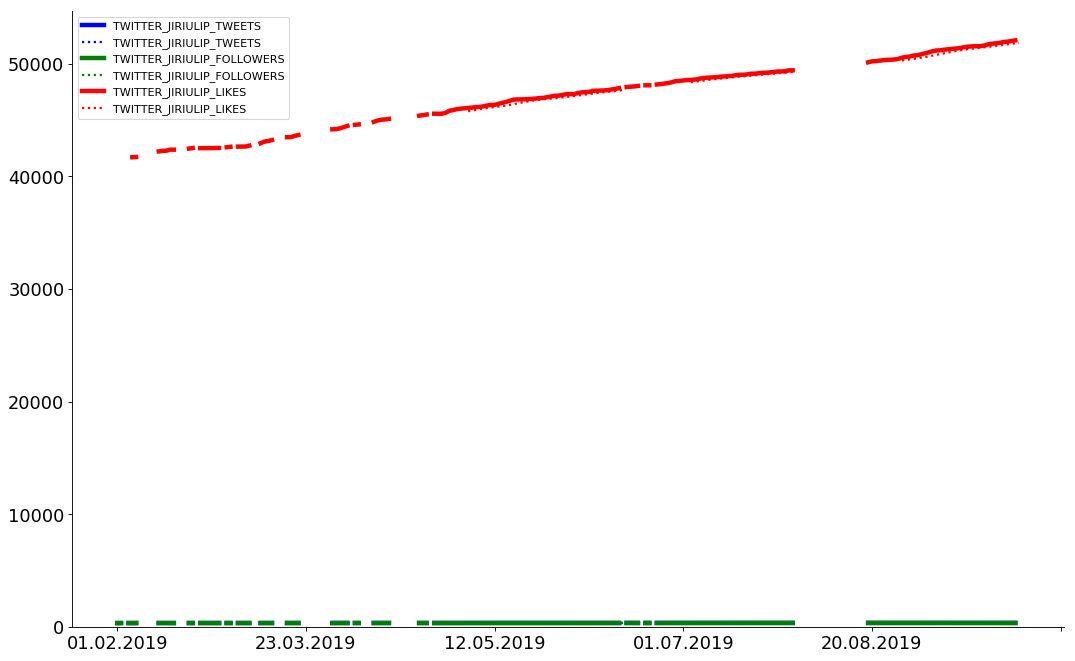 TWITTER_JIRIULIP_TWEETS
TWITTER_JIRIULIP_TWEETS
TWITTER_JIRIULIP_FOLLOWERS
TWITTER_JIRIULIP_FOLLOWERS
TWITTER_JIRIULIP_LIKES
TWITTER_JIRIULIP_LIKES
50000
40000
30000
20000
10000
0
01.02.2019 23.03.2019 12.05.2019 01.07.2019 20.08.2019